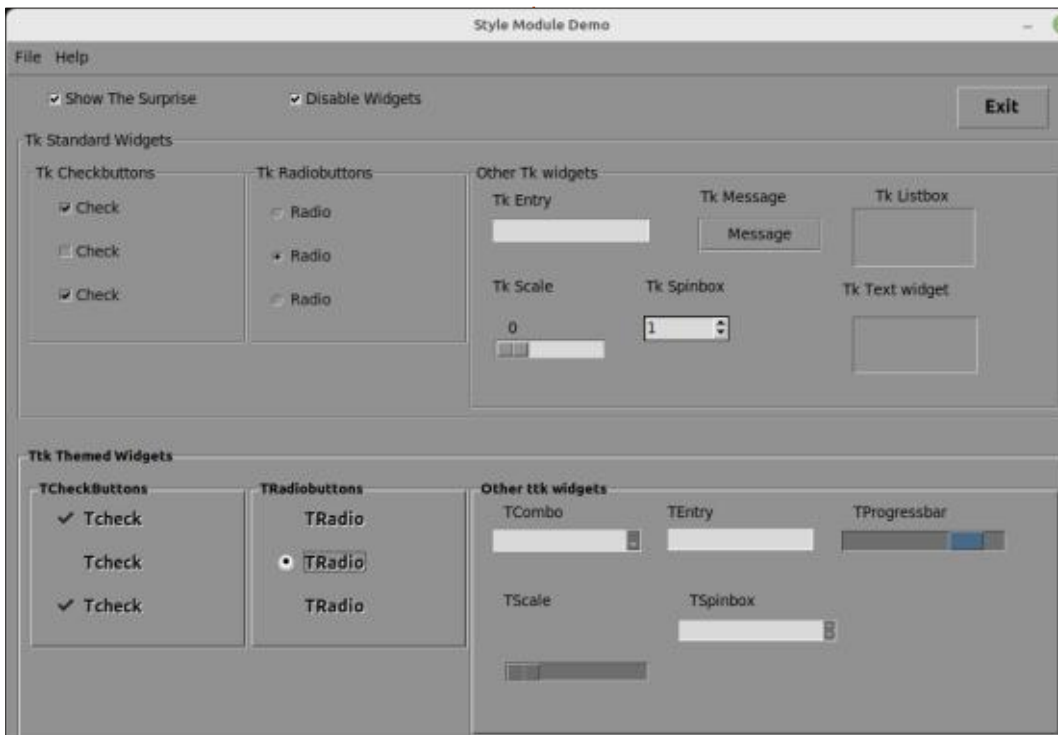 Style Module Demo
File Help
Show The Surprise
Disable Widgets
Exit
Tk Standard Widgets
Tk Checkbuttons
Check
Check
Check
Tk Radiobuttons
Radio
Radio
Radio
Other Tk widgets
Tk Entry
Tk Message
Message
Tk Listbox
Tk Scale
0
Tk Spinbox
1
Tk Text widget
Ttk Themed Widgets
TCheckButtons
Tcheck
Tcheck
Tcheck
TRadiobuttons
TRadio
TRadio
TRadio
Other ttk widgets
TCombo
TEntry
TProgressbar
TScale
TSpinbox